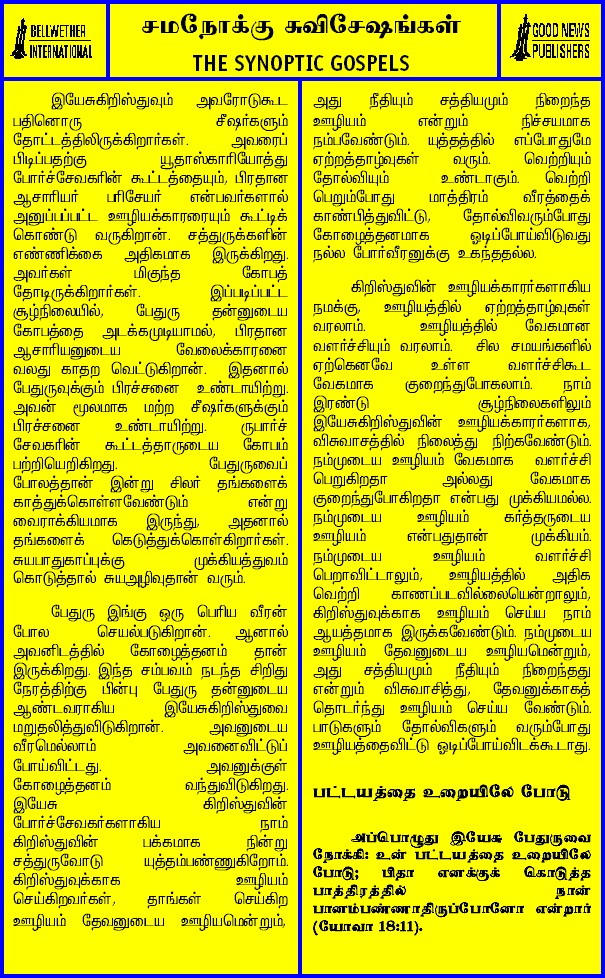 BELLWETHER
INTERNATIONAL
சமநோக்கு சுவிசேஷங்கள்
THE SYNOPTIC GOSPELS
GOOD NEWS
PUBLISHERS
இயேசுகிறிஸ்துவும் அவரோடுகூட
பதினொரு சீஷர்களும்
தோட்டத்திலிருக்கிறார்கள். அவரைப்
பிடிப்பதற்கு யூதாஸ்காரியோத்து
போர்ச்சேவகரின் கூட்டத்தையும், பிரதான
ஆசாரியர் பரிசேயர் என்பவர்களால்
அனுப்பப்பட்ட ஊழியக்காரரையும் கூட்டிக்
கொண்டு வருகிறான். சத்துருக்களின்
எண்ணிக்கை அதிகமாக இருக்கிறது.
அவர்கள் மிகுந்த கோபத்
தோடிருக்கிறார்கள். இப்படிப்பட்ட
சூழ்நிலையில், பேதுரு தன்னுடைய
கோபத்தை அடக்கமுடியாமல், பிரதான
ஆசாரியனுடைய வேலைக்காரனை
வலது காதற வெட்டுகிறான். இதனால்
பேதுருவுக்கும் பிரச்சனை உண்டாயிற்று.
அவன் மூலமாக மற்ற சீஷர்களுக்கும்
பிரச்சனை உண்டாயிற்று. ருபார்ச்
சேவகரின் கூட்டத்தாருடைய கோபம்
பற்றியெறிகிறது. பேதுருவைப்
போலத்தான் இன்று சிலர் தங்களைக்
காத்துக்கொள்ளவேண்டும் என்று
வைராக்கியமாக இருந்து, அதனால்
தங்களைக் கெடுத்துக்கொள்கிறார்கள்.
சுயபாதுகாப்புக்கு முக்கியத்துவம்
கொடுத்தால் சுயஅழிவுதான் வரும்.
பேதுரு இங்கு ஒரு பெரிய வீரன்
போல செயல்படுகிறான். ஆனால்
அவனிடத்தில் கோழைத்தனம் தான்
இருக்கிறது. இந்த சம்பவம் நடந்த சிறிது
நேரத்திற்கு பின்பு பேதுரு தன்னுடைய
ஆண்டவராகிய இயேசுகிறிஸ்துவை
மறுதலித்துவிடுகிறான். அவனுடைய
வீரமெல்லாம் அவனைவிட்டுப்
போய்விட்டது. அவனுக்குள்
கோழைத்தனம் வந்துவிடுகிறது.
இயேசு கிறிஸ்துவின்
போர்ச்சேவகர்களாகிய நாம்
கிறிஸ்துவின் பக்கமாக நின்று
சத்துருவோடு யுத்தம்பண்ணுகிறோம்.
கிறிஸ்துவுக்காக ஊழியம்
செய்கிறவர்கள், தாங்கள் செய்கிற
ஊழியம் தேவனுடைய ஊழியமென்றும்,
அது நீதியும் சத்தியமும் நிறைந்த
ஊழியம் என்றும் நிச்சயமாக
நம்பவேண்டும். யுத்தத்தில் எப்போதுமே
ஏற்றத்தாழ்வுகள் வரும். வெற்றியும்
தோல்வியும் உண்டாகும். வெற்றி
பெறும்போது மாத்திரம் வீரத்தைக்
காண்பித்துவிட்டு, தோல்விவரும்போது
கோழைத்தனமாக ஓடிப்போய்விடுவது
நல்ல போர்வீரனுக்கு உகந்ததல்ல.
கிறிஸ்துவின் ஊழியக்காரர்களாகிய
நமக்கு, ஊழியத்தில் ஏற்றத்தாழ்வுகள்
வரலாம். ஊழியத்தில் வேகமான
வளர்ச்சியும் வரலாம். சில சமயங்களில்
ஏற்கெனவே உள்ள வளர்ச்சிகூட
வேகமாக குறைந்துபோகலாம். நாம்
இரண்டு சூழ்நிலைகளிலும்
இயேசுகிறிஸ்துவின் ஊழியக்காரர்களாக,
விசுவாசத்தில் நிலைத்து நிற்கவேண்டும்.
நம்முடைய ஊழியம் வேகமாக வளர்ச்சி
பெறுகிறதா அல்லது வேகமாக
குறைந்துபோகிறதா என்பது முக்கியமல்ல.
நம்முடைய ஊழியம் கர்த்தருடைய
ஊழியம் என்பதுதான் முக்கியம்.
நம்முடைய ஊழியம் வளர்ச்சி
பெறாவிட்டாலும், ஊழியத்தில் அதிக
வெற்றி காணப்படவில்லையென்றாலும்,
கிறிஸ்துவுக்காக ஊழியம் செய்ய நாம்
ஆயத்தமாக இருக்கவேண்டும். நம்முடைய
ஊழியம் தேவனுடைய ஊழியமென்றும்,
அது சத்தியமும் நீதியும் நிறைந்தது
என்றும் விசுவாசித்து, தேவனுக்காகத்
தொடர்ந்து ஊழியம் செய்ய வேண்டும்.
பாடுகளும் தோல்விகளும் வரும்போது
ஊழியத்தைவிட்டு ஓடிப்போய்விடக்கூடாது.
பட்டயத்தை உறையிலே போடு
அப்பொழுது இயேசு பேதுருவை
நோக்கி: உன் பட்டயத்தை உறையிலே
போடு; பிதா எனக்குக் கொடுத்த
பாத்திரத்தில் நான்
பானம்பண்ணாதிருப்போனோ என்றார்
(யோவா 18:11).